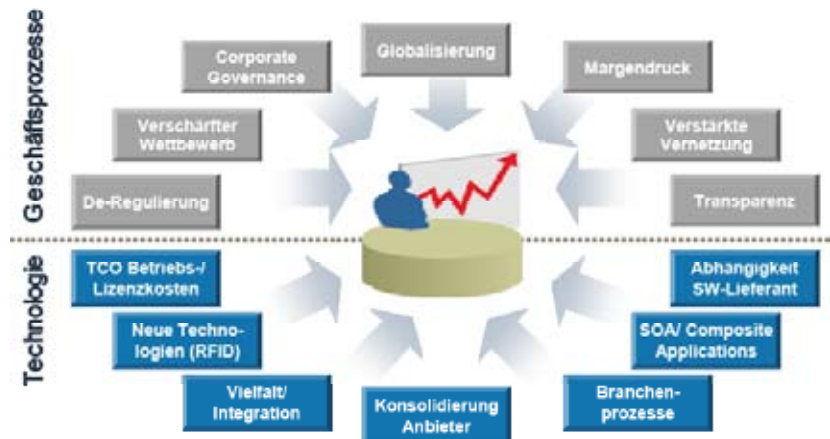 Geschäftsprozesse
Corporate
Governance
Globalisierung
Margendruck
Verschärfter
Wettbewerb
Verstärkte
Vernetzung
De-Regulierung
Transparenz
Technologie
TCO Betriebs-/
Lizenzkosten
Abhängigkeit
SW-Lieferant
Neue Techno-
logien (RFID)
SOA/ Composite
Applications
Vielfalt/
Integration
Konsolidierung
Anbieter
Branchen-
prozesse